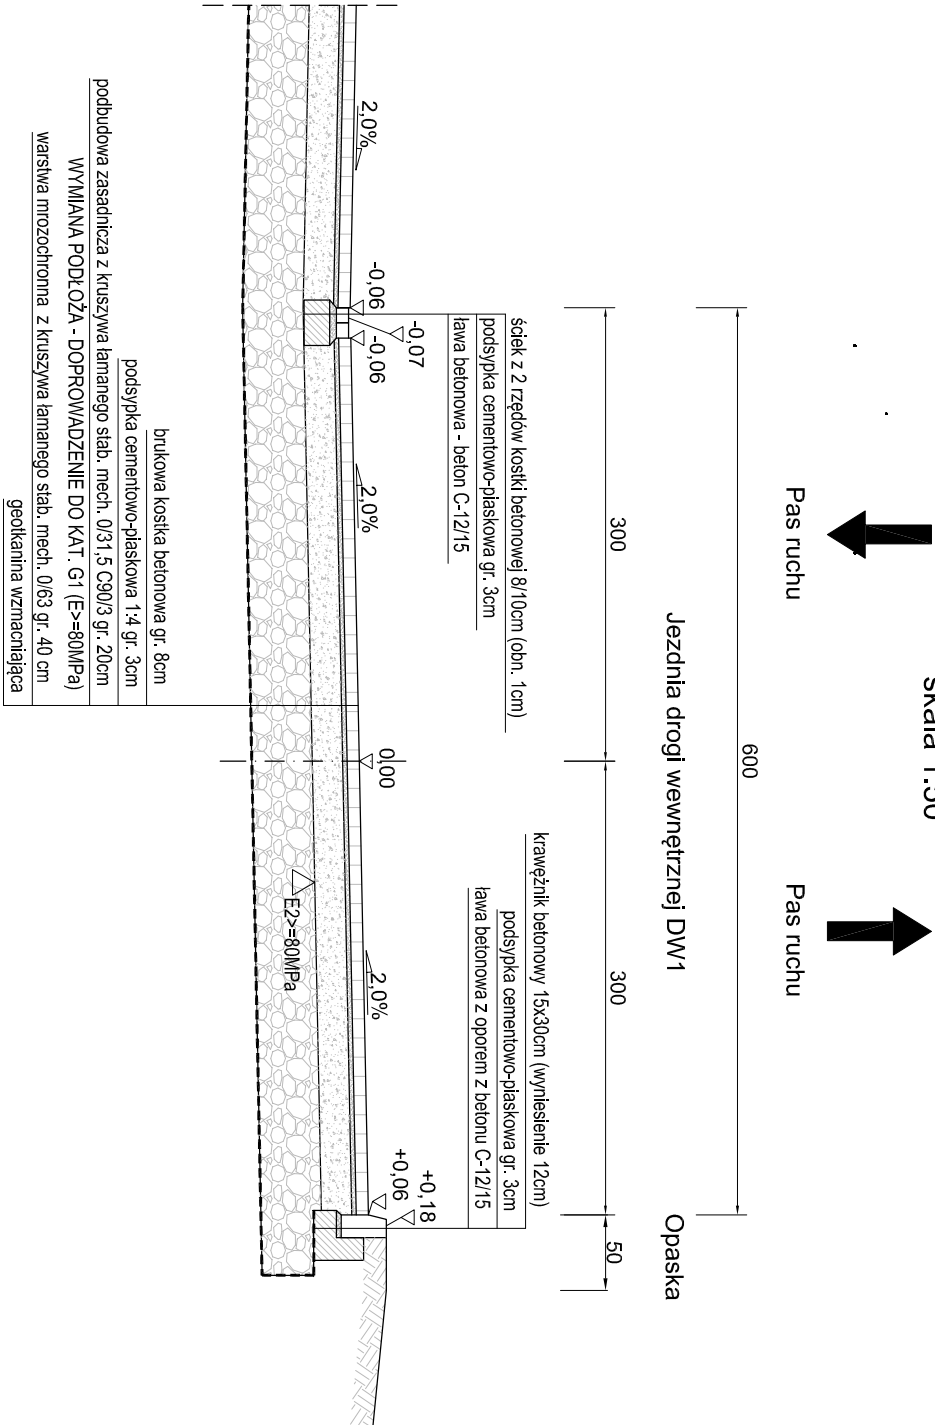 skala 1:50
Pas ruchu
Pas ruchu
600
Jezdnia drogi wewnętrznej DW1
Opaska
300
300
50
ściek z 2 rzędów kostki betonowej 8/10cm (obn. 1cm)
podsypka cementowo-piaskowa gr. 3cm
ława betonowa - beton C-12/15
krawężnik betonowy 15x30cm (wyniesienie 12cm)
podsypka cementowo-piaskowa gr. 3cm
ława betonowa z oporem z betonu C-12/15
2,0%
-0,06
-0,07
-0,06
2,0%
0,00
2,0%
+0,18
+0,06
E2>=80MPa
brukowa kostka betonowa gr. 8cm
podsypka cementowo-piaskowa 1:4 gr. 3cm
podbudowa zasadnicza z kruszywa łamanego stab. mech. 0/31,5 C90/3 gr. 20cm
WYMIANA PODŁOŻA - DOPROWADZENIE DO KAT. G1 (E>=80MPa)
warstwa mrozochronna z kruszywa łamanego stab. mech. 0/63 gr. 40 cm
geotkanina wzmacniająca